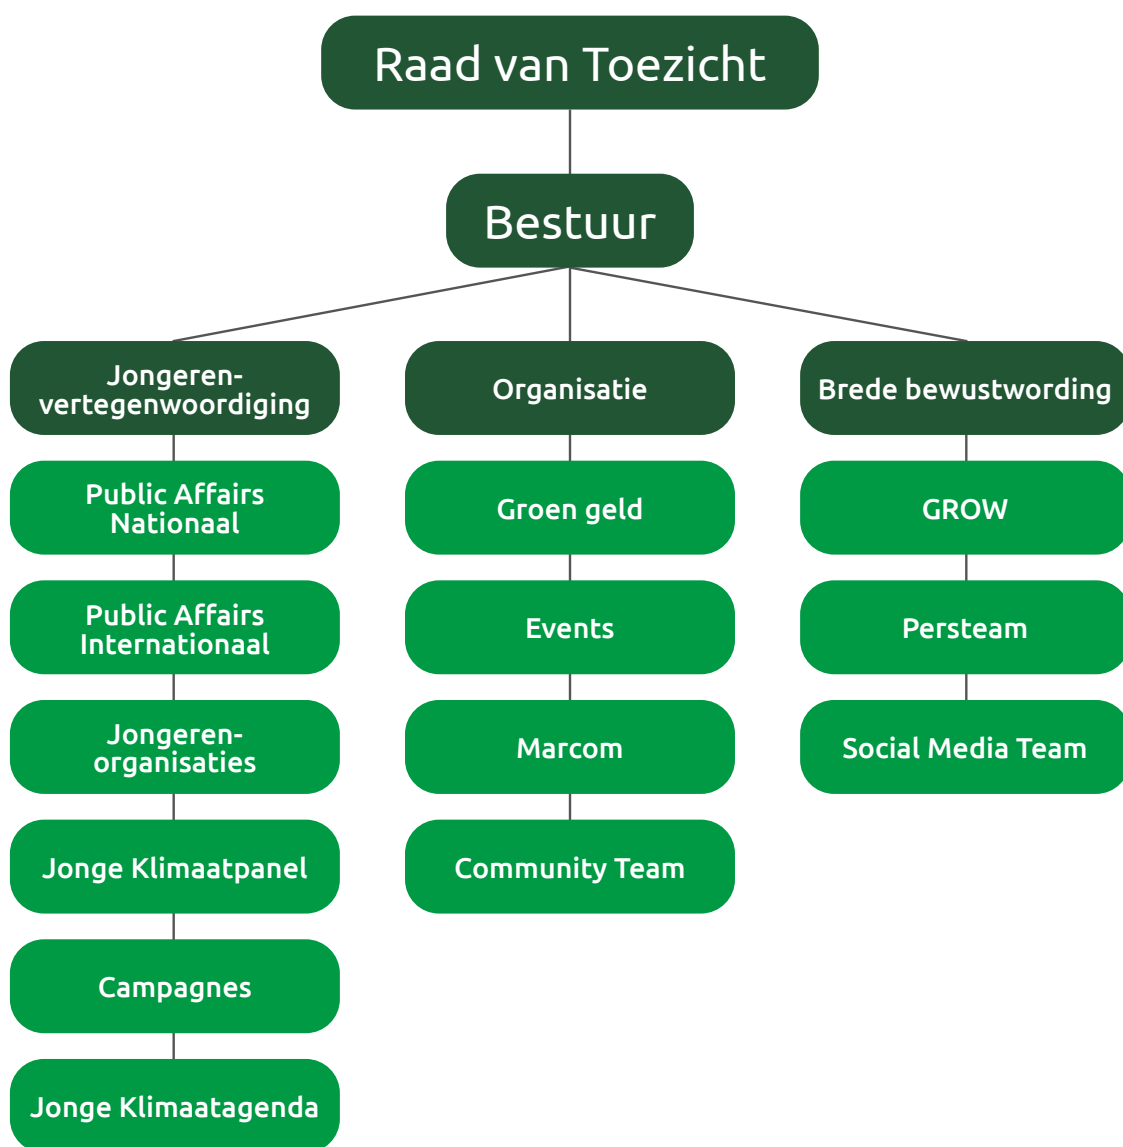 Raad van Toezicht
Bestuur
Jongeren-
vertegenwoordiging
Public Affairs
Nationaal
Public Affairs
Internationaal
Jongeren-
organisaties
Jonge Klimaatpanel
Campagnes
Jonge Klimaatagenda
Organisatie
Groen geld
Events
Marcom
Community Team
Brede bewustwording
GROW
Persteam
Social Media Team